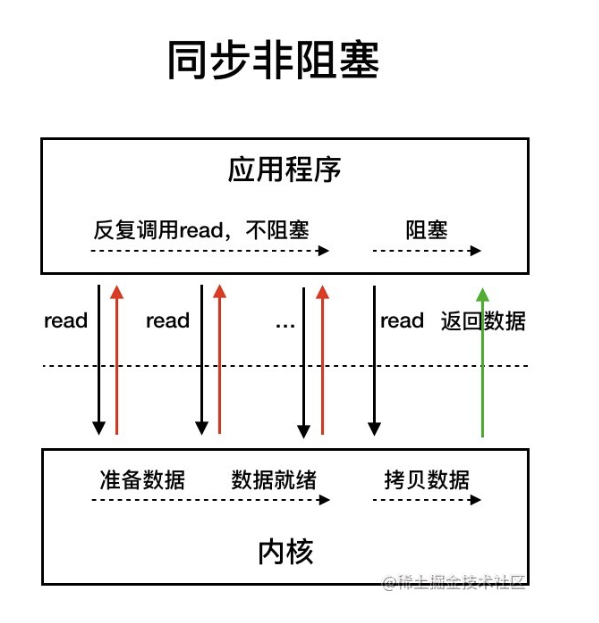 同步非阻塞
应用程序
反复调用read，不阻塞
阻塞
read
read
...
read
返回数据
准备数据
数据就绪
拷贝数据
内核
@稀土掘金技术社区